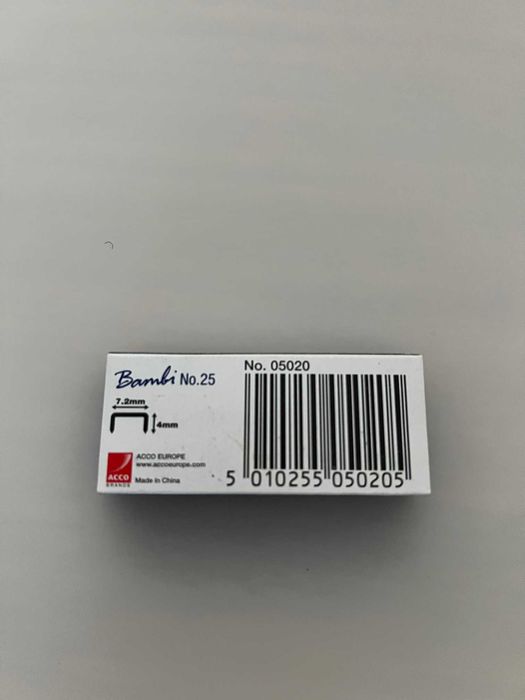 Bambi No.25
7.2mm
4mm
ACCO
BRANDS
ACCO EUROPE
www.accoeurope.com
Made In China
No. 05020
5 010255 050205